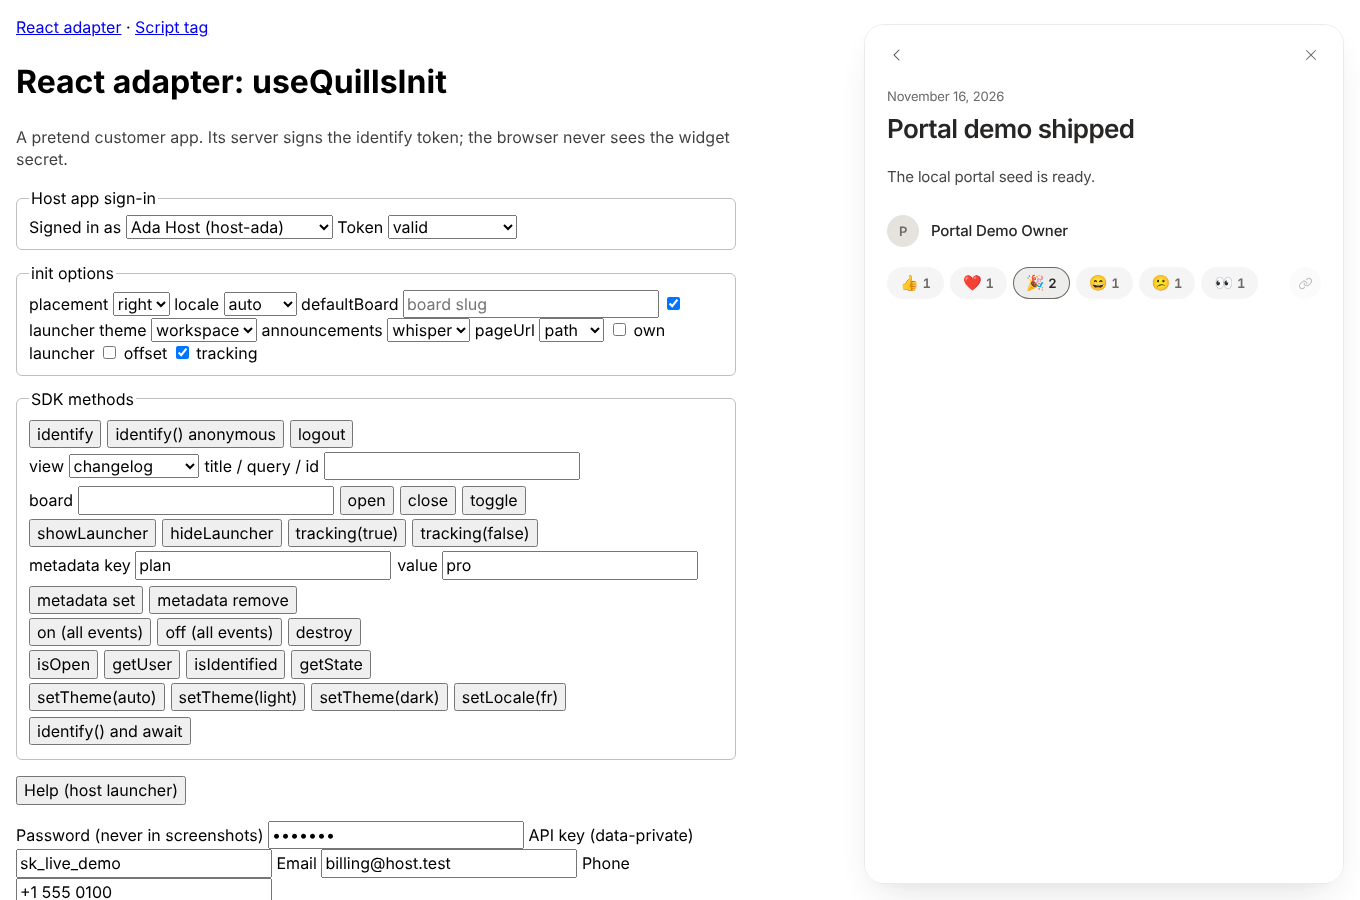 React adapter · Script tag
React adapter: useQuillsInit
A pretend customer app. Its server signs the identify token; the browser never sees the widget
secret.
Host app sign-in
Signed in as Ada Host (host-ada) Token valid
init options
placement right locale auto defaultBoard board slug
launcher theme workspace announcements whisper pageUrl path own
launcher offset tracking
SDK methods
identify identify() anonymous logout
view changelog title / query / id
board open close toggle
showLauncher hideLauncher tracking(true) tracking(false)
metadata key plan value pro
metadata set metadata remove
on (all events) off (all events) destroy
isOpen getUser isIdentified getState
setTheme(auto) setTheme(light) setTheme(dark) setLocale(fr)
identify() and await
Help (host launcher)
Password (never in screenshots) ••••••• API key (data-private)
sk_live_demo Email billing@host.test Phone
+1 555 0100
November 16, 2026
Portal demo shipped
The local portal seed is ready.
P Portal Demo Owner
👍 1 ❤️ 1 🎉 2 😄 1 😕 1 👀 1